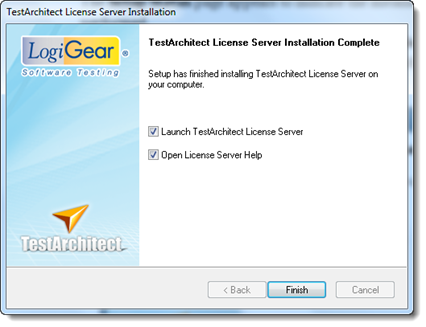 TestArchitect License Server Installation
LogiGear ®
Software Testing
TestArchitect License Server Installation Complete
Setup has finished installing TestArchitect License Server on
your computer.
Launch TestArchitect License Server
Open License Server Help
TestArchitect
< Back
Finish
Cancel